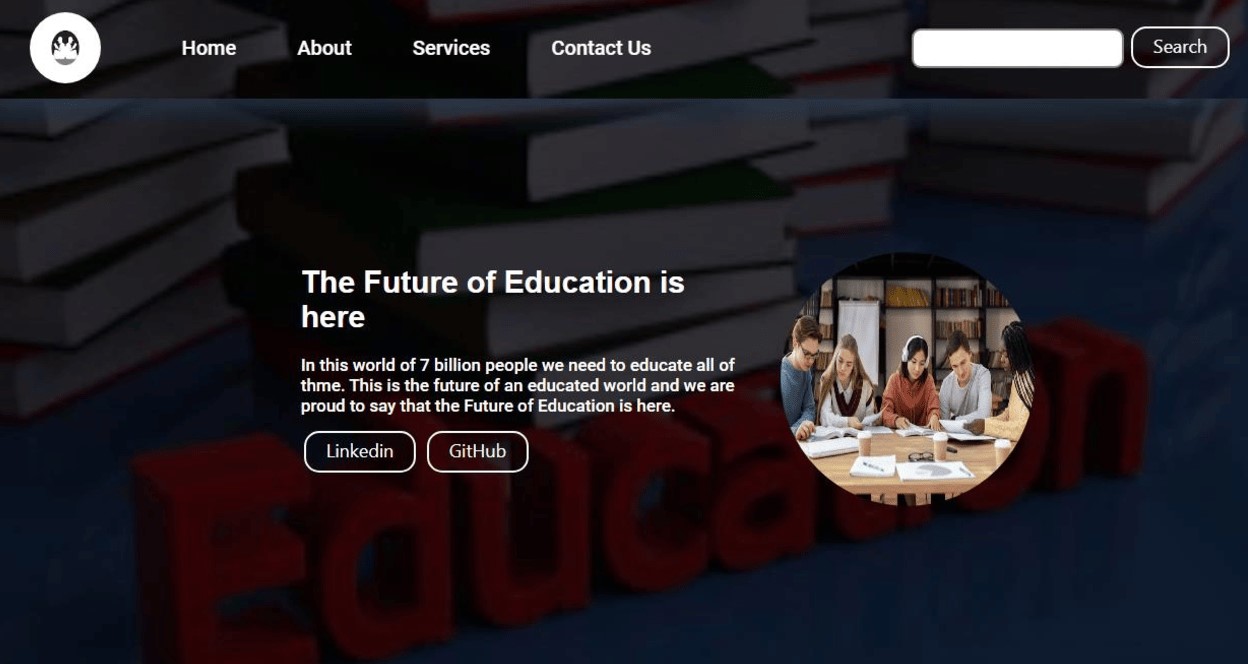 Home About Services Contact Us Search
The Future of Education is
here
In this world of 7 billion people we need to educate all of
thme. This is the future of an educated world and we are
proud to say that the Future of Education is here.
Linkedin GitHub
Education